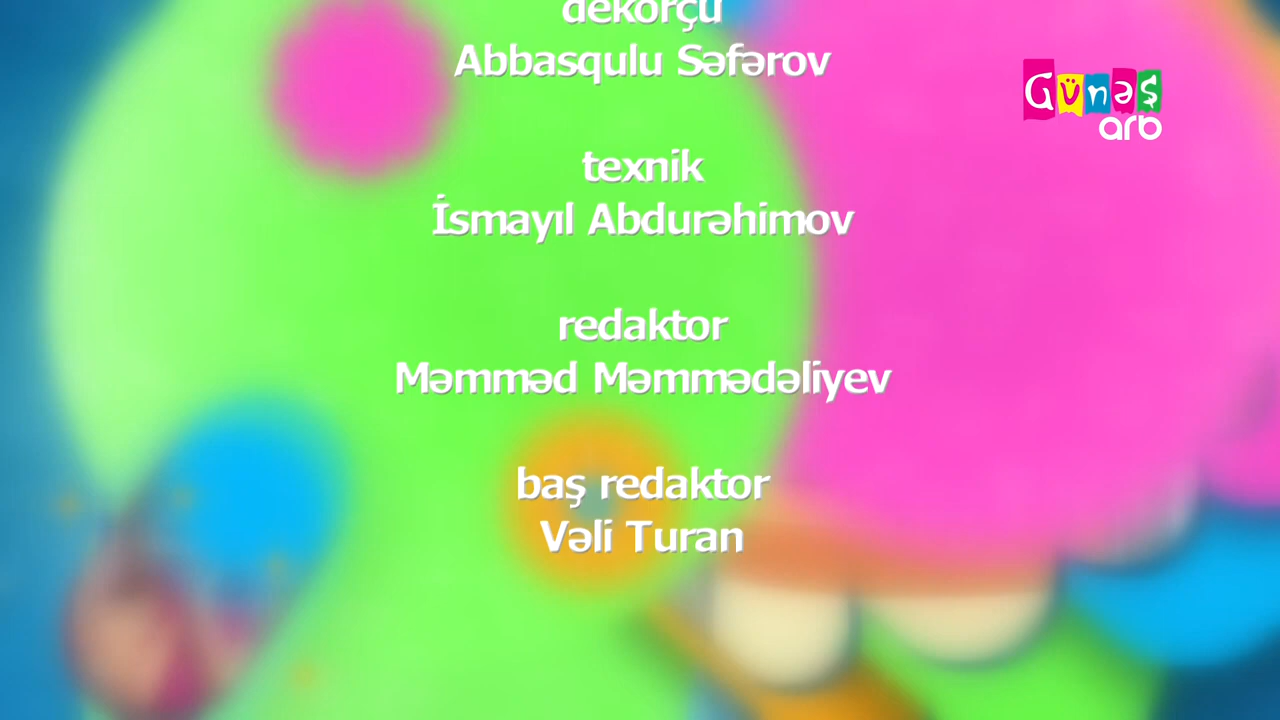 dekorçu
Abbasqulu Səfərov
Günəş
arb
texnik
İsmayıl Abdurəhimov
redaktor
Məmməd Məmmədəliyev
baş redaktor
Vəli Turan